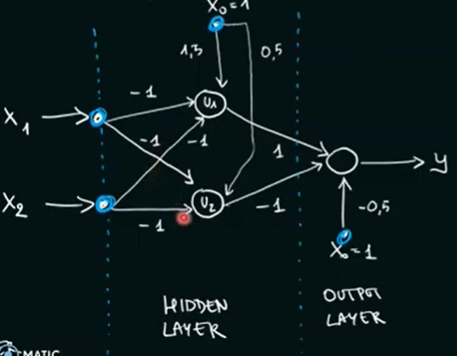 X₀=1
1,3
0,5
-1
U1
X1
-1
-1
1
y
X2
U2
-1
-1
-0,5
X₀=1
HIDDEN
LAYER
OUTPUT
LAYER
MATIC